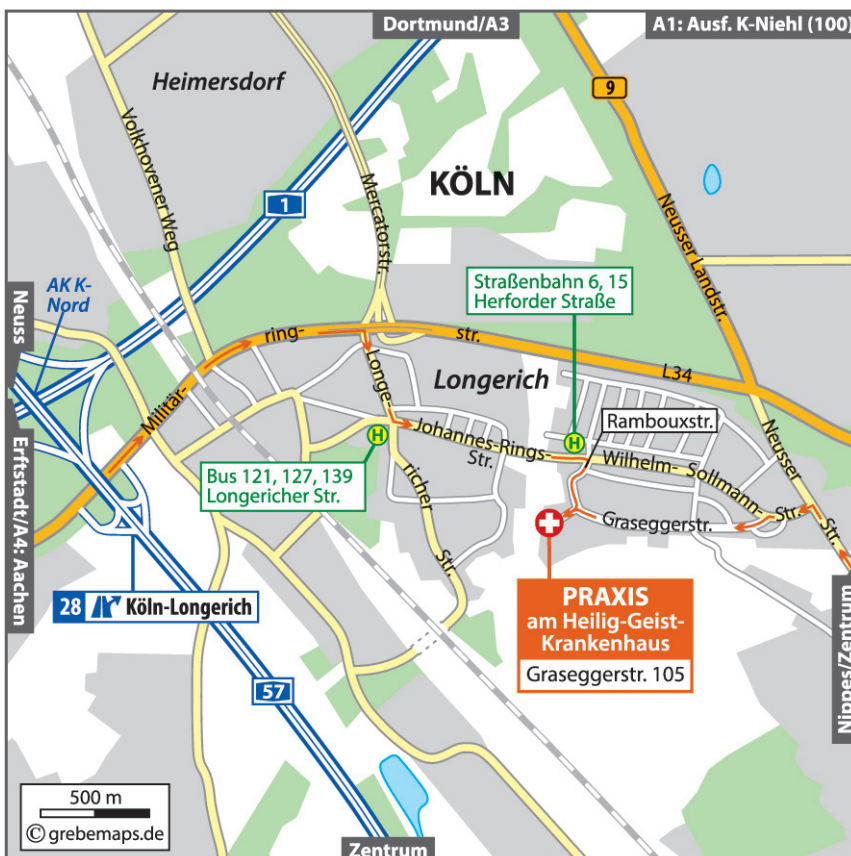 Dortmund/A3
A1: Ausf. K-Niehl (100)
Heimersdorf
9
Volkhovener Weg
KÖLN
1
Mercatorstr.
Neusser Landstr.
AK K-
Nord
Straßenbahn 6, 15
Herforder Straße
Neuss
Militär-
ring-
str.
L34
Longerich
Longe-
richer
Str.
Rambouxstr.
H
H
Johannes-Rings-
Str.
Wilhelm-
Sollmann-
Str.
Neusser
Str.
Bus 121, 127, 139
Longericher Str.
Erftstadt/A4: Aachen
Graseggerstr.
28 Köln-Longerich
PRAXIS
am Heilig-Geist-
Krankenhaus
Graseggerstr. 105
Nippes/Zentrum
57
500 m
© grebemaps.de
Zentrum